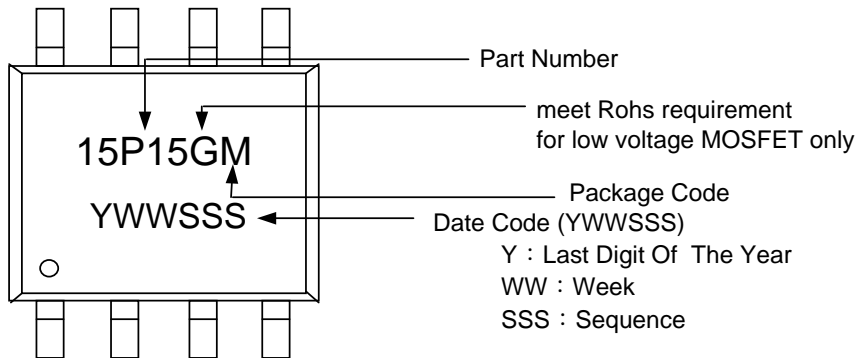 Part Number
meet Rohs requirement
for low voltage MOSFET only
15P15GM
Package Code
YWWSSS
Date Code (YWWSSS)
Y：Last Digit Of The Year
WW：Week
SSS：Sequence